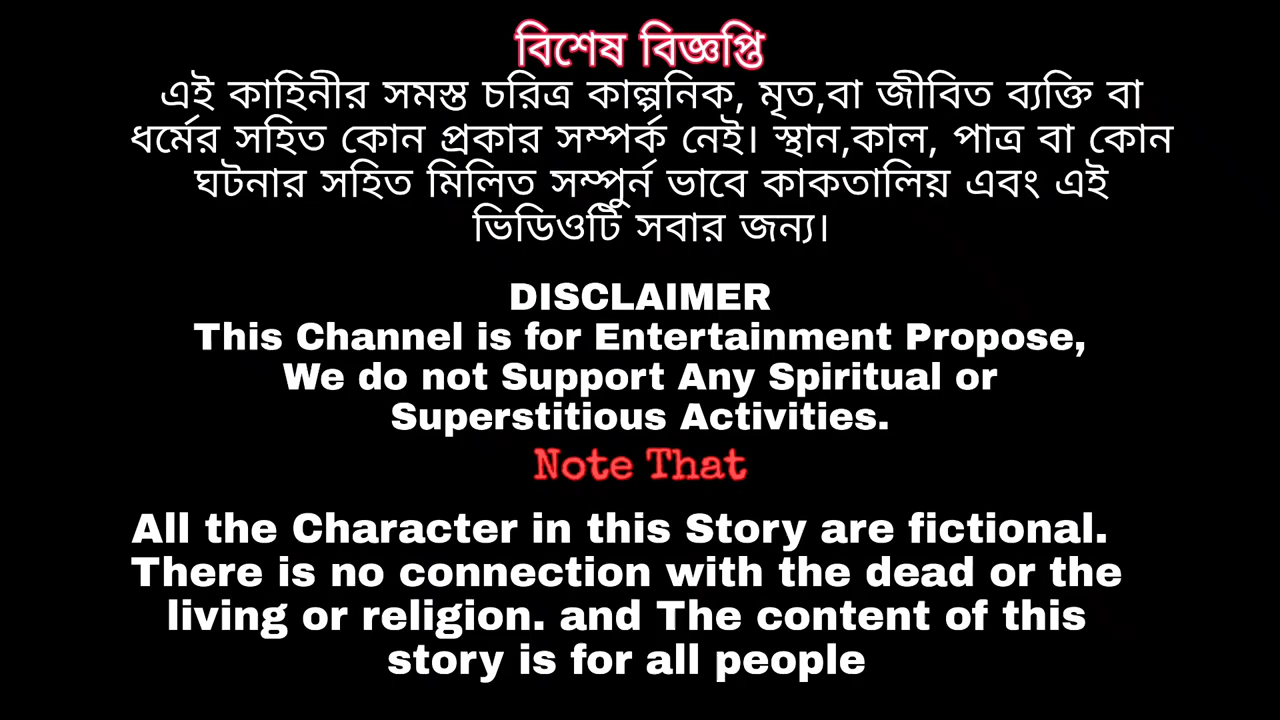 বিশেষ বিজ্ঞপ্তি
এই কাহিনীর সমস্ত চরিত্র কাল্পনিক, মৃত,বা জীবিত ব্যক্তি বা
ধর্মের সহিত কোন প্রকার সম্পর্ক নেই। স্থান,কাল, পাত্র বা কোন
ঘটনার সহিত মিলিত সম্পুর্ন ভাবে কাকতালিয় এবং এই
ভিডিওটি সবার জন্য।
DISCLAIMER
This Channel is for Entertainment Propose,
We do not Support Any Spiritual or
Superstitious Activities.
Note That
All the Character in this Story are fictional.
There is no connection with the dead or the
living or religion. and The content of this
story is for all people